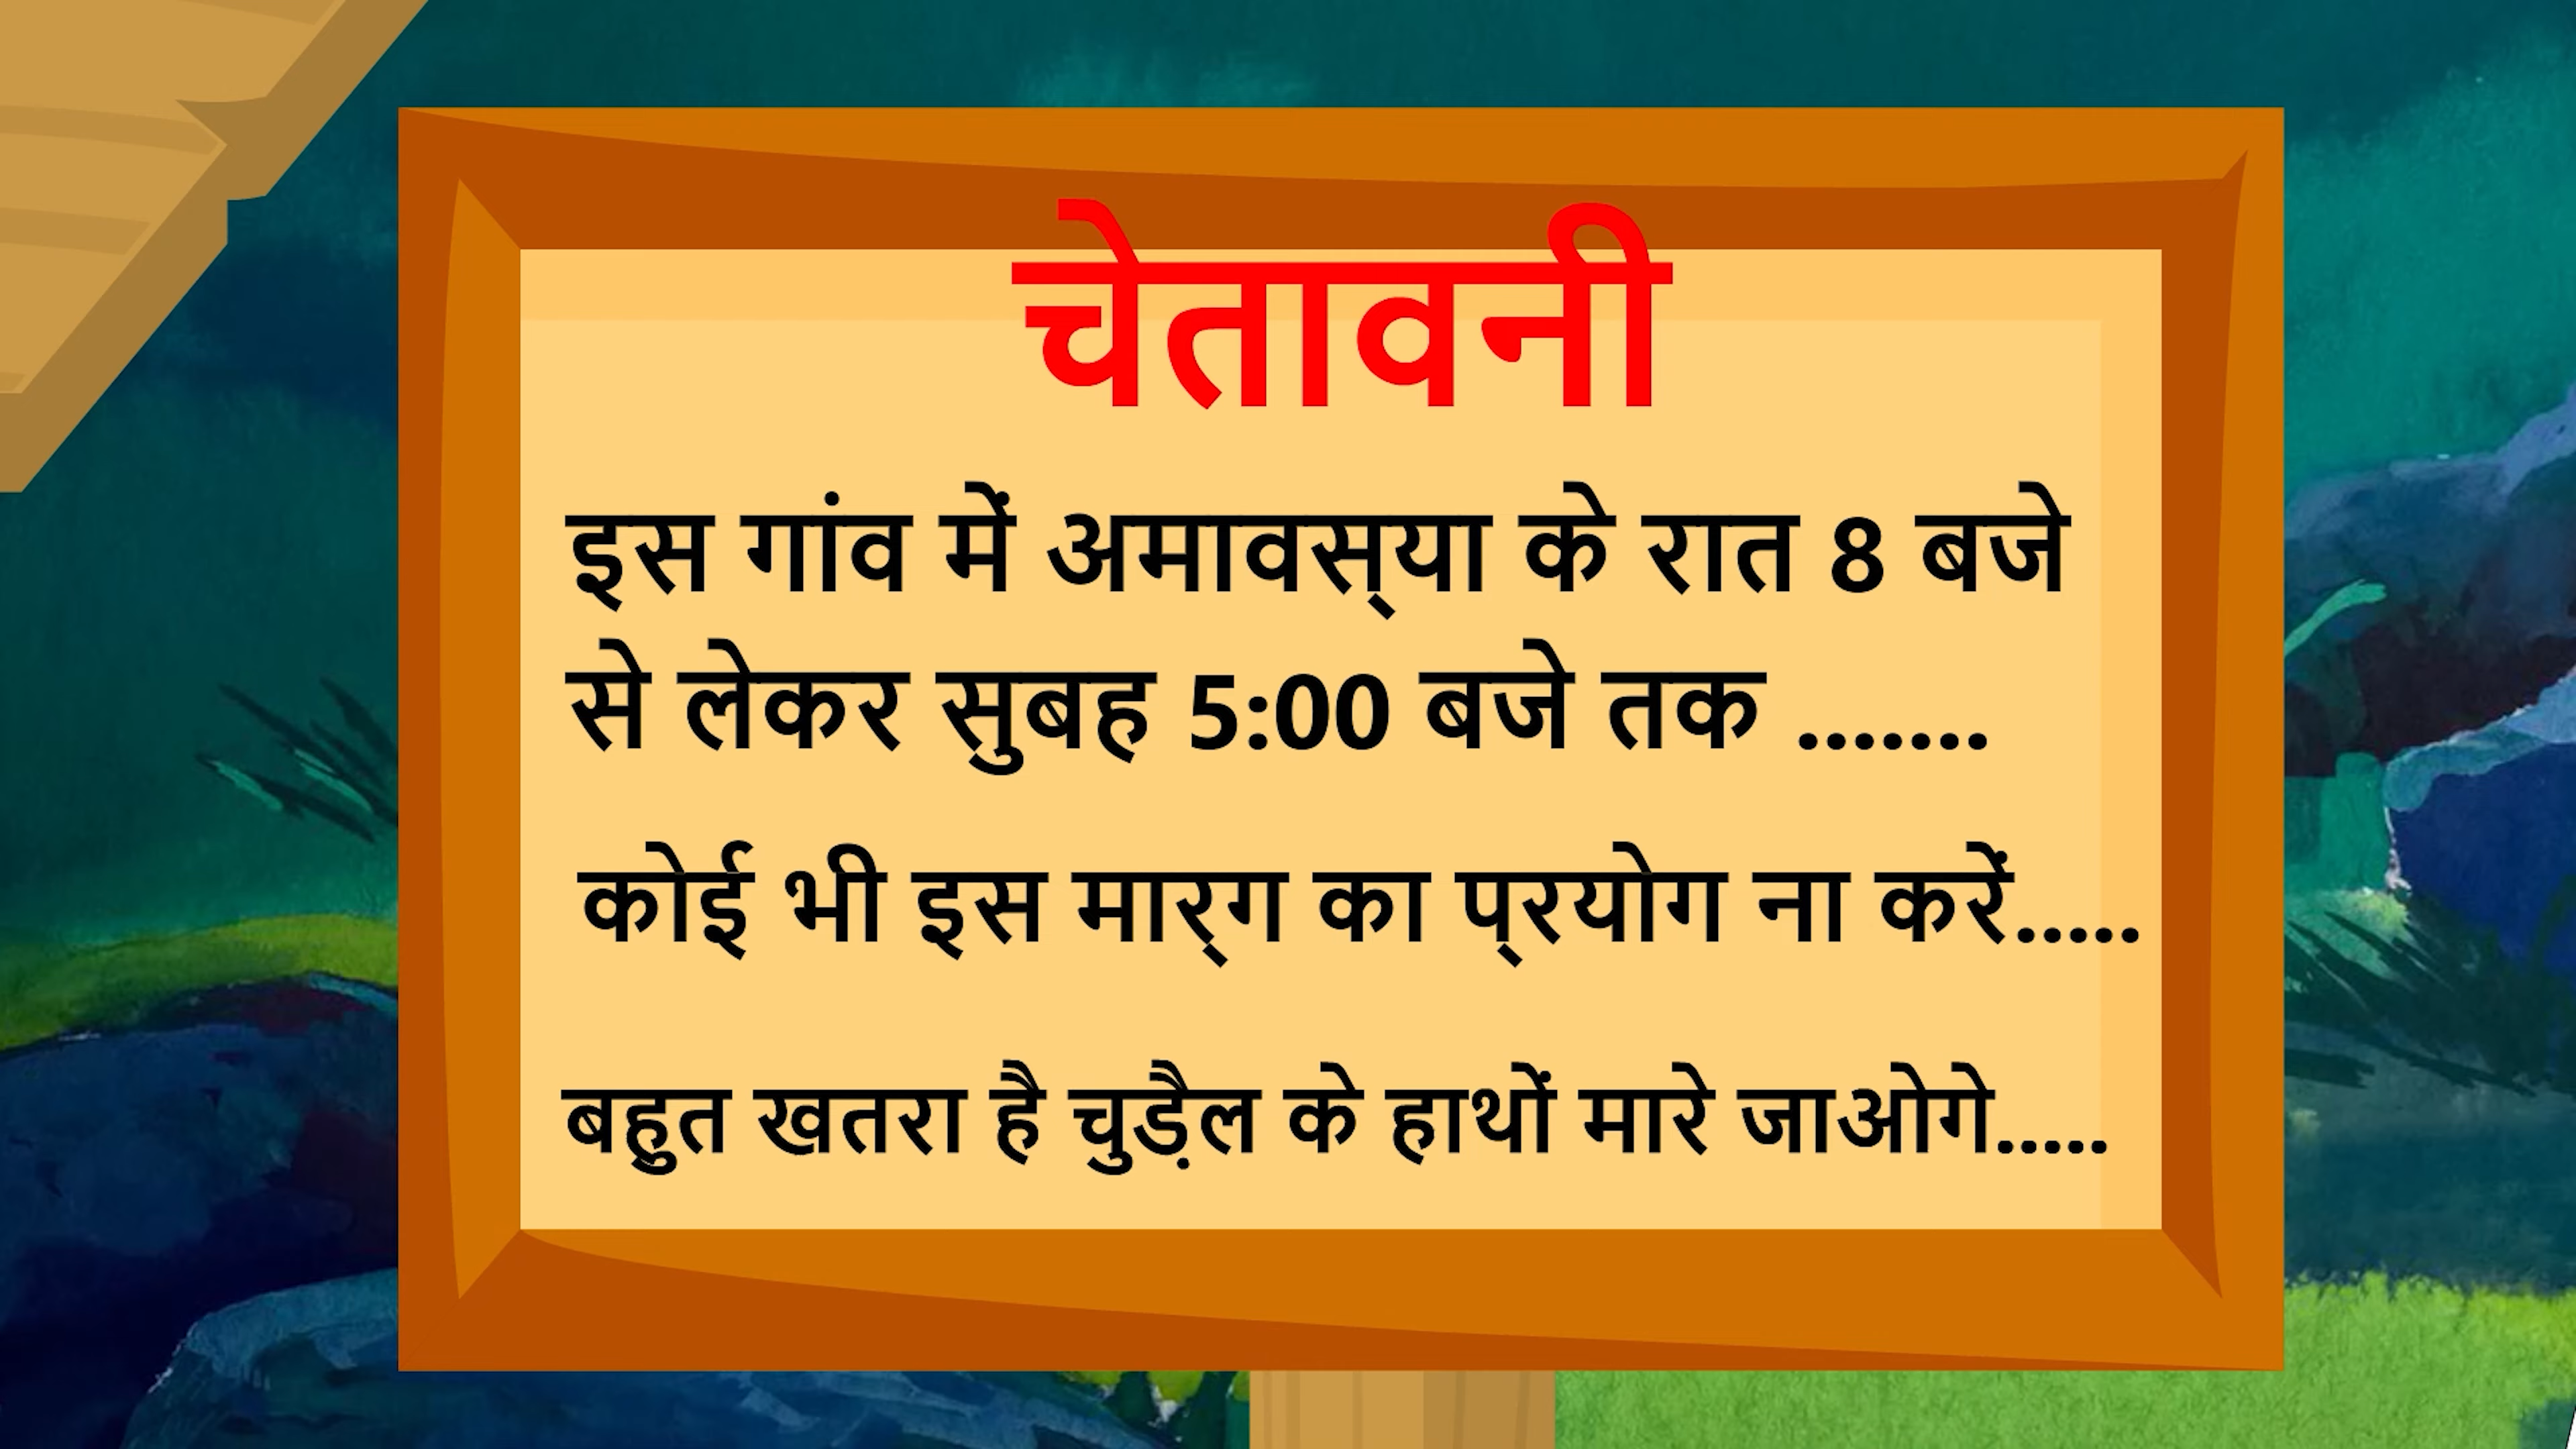 चेतावनी
इस गांव में अमावस्‌या के रात 8 बजे
से लेकर सुबह 5:00 बजे तक .......
कोई भी इस मार्‌ग का प्‌रयोग ना करें.....
बहुत खतरा है चुड़ैल के हाथों मारे जाओगे.....